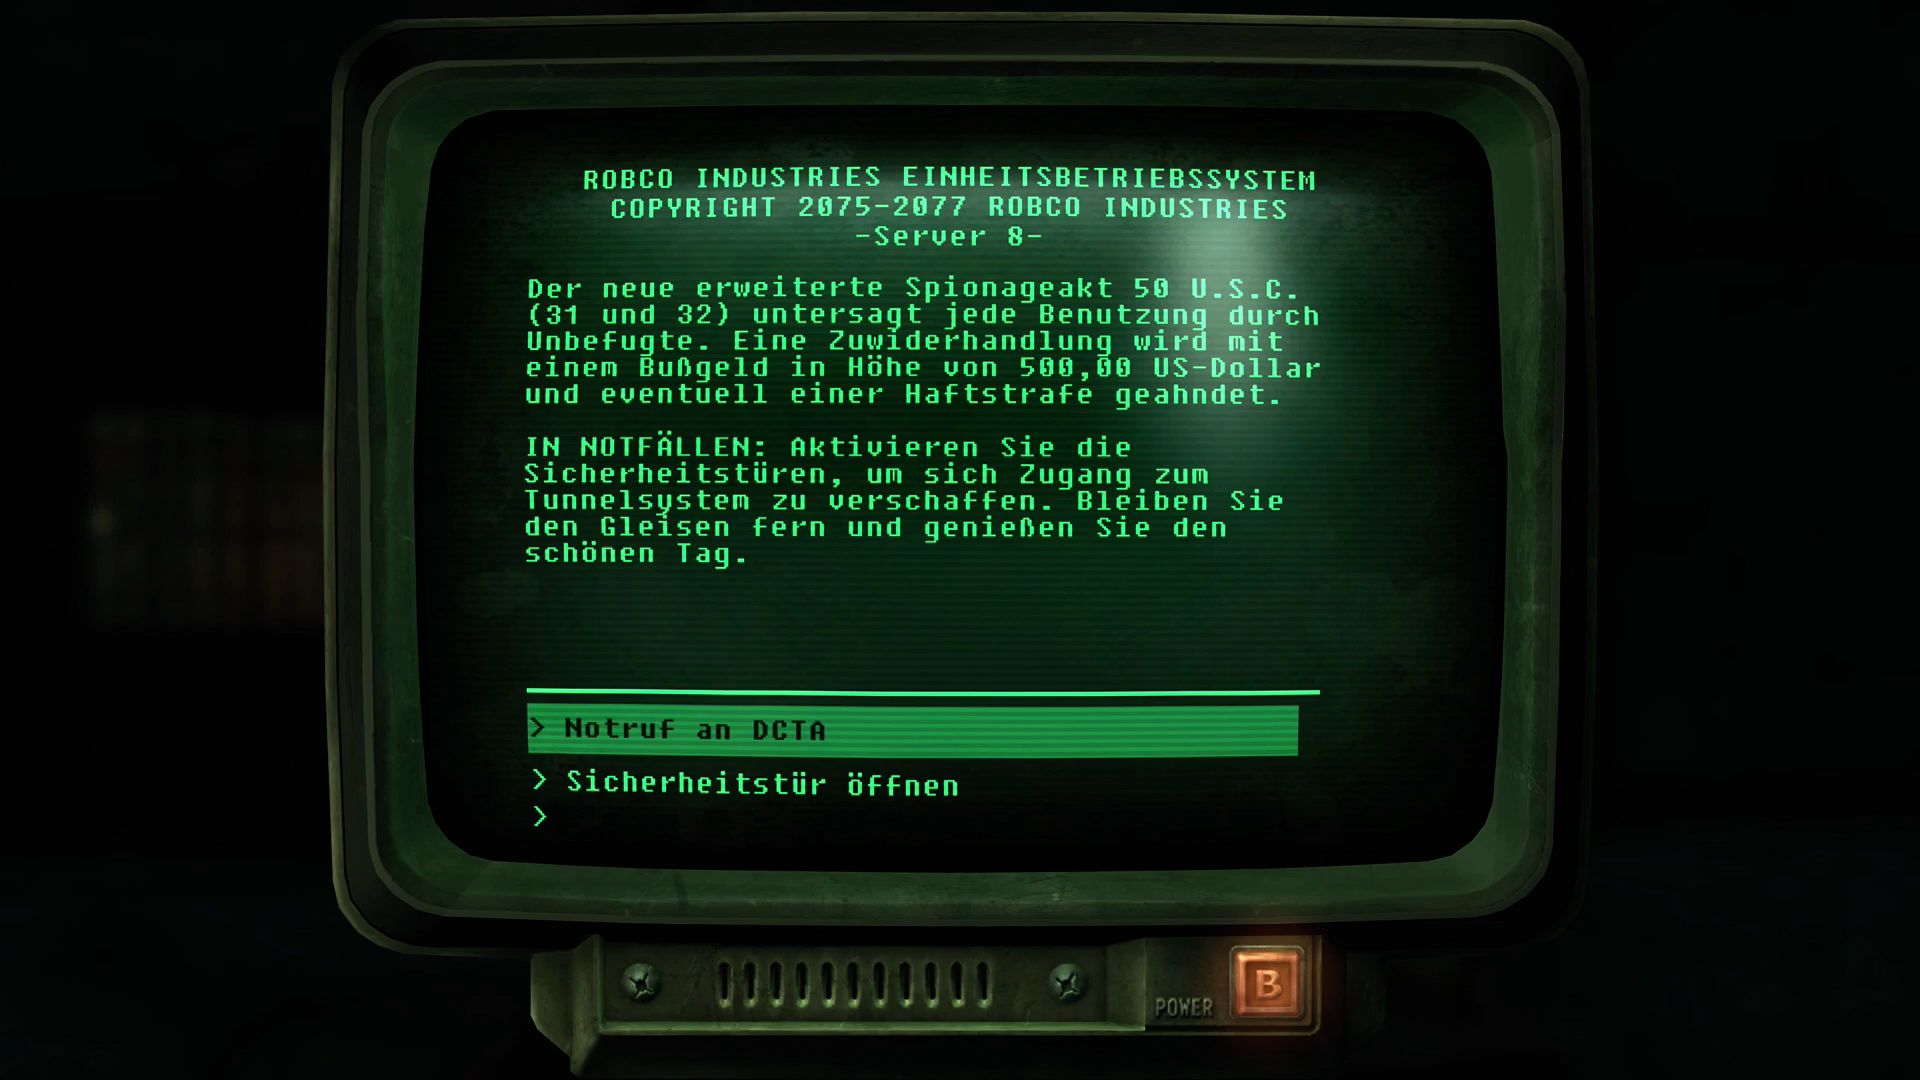 ROBCO INDUSTRIES EINHEITSBETRIEBSSYSTEM
COPYRIGHT 2075-2077 ROBCO INDUSTRIES
-Server 8-
Der neue erweiterte Spionageakt 50 U.S.C.
(31 und 32) untersagt jede Benutzung durch
Unbefugte. Eine Zuwiderhandlung wird mit
einem Bußgeld in Höhe von 500,00 US-Dollar
und eventuell einer Haftstrafe geahndet.
IN NOTFÄLLEN: Aktivieren Sie die
Sicherheitstüren, um sich Zugang zum
Tunnelsystem zu verschaffen. Bleiben Sie
den Gleisen fern und genießen Sie den
schönen Tag.
> Notruf an DCTA
> Sicherheitstür öffnen
>
POWER B